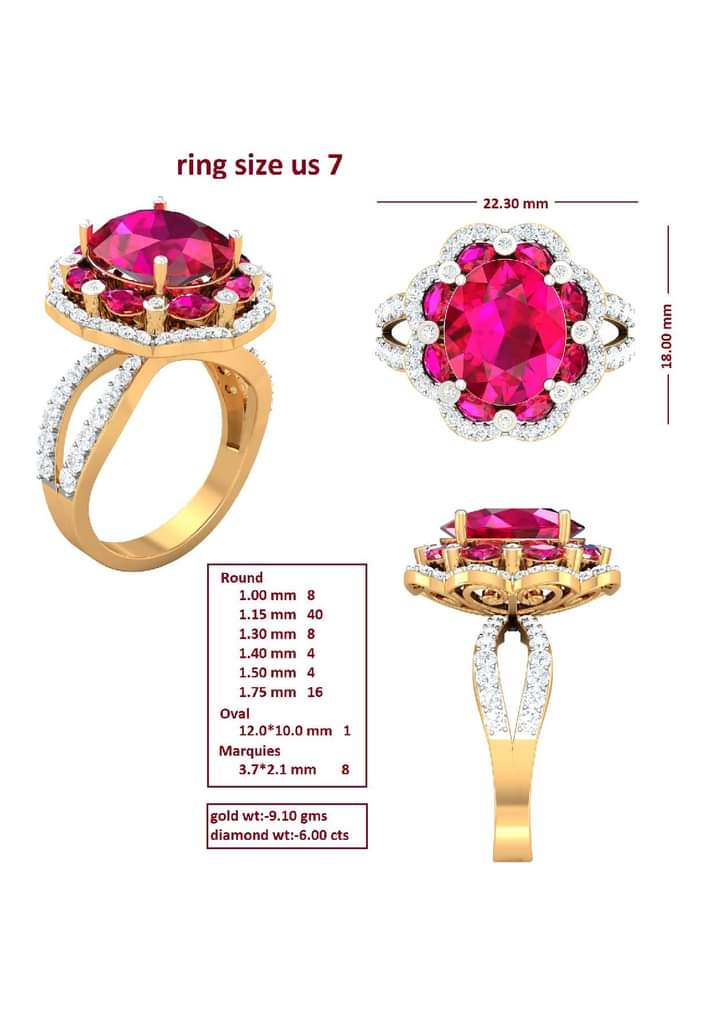 ring size us 7
22.30 mm
18.00 mm
Round
1.00 mm 8
1.15 mm 40
1.30 mm 8
1.40 mm 4
1.50 mm 4
1.75 mm 16
Oval
12.0*10.0 mm 1
Marquies
3.7*2.1 mm 8
gold wt:-9.10 gms
diamond wt:-6.00 cts